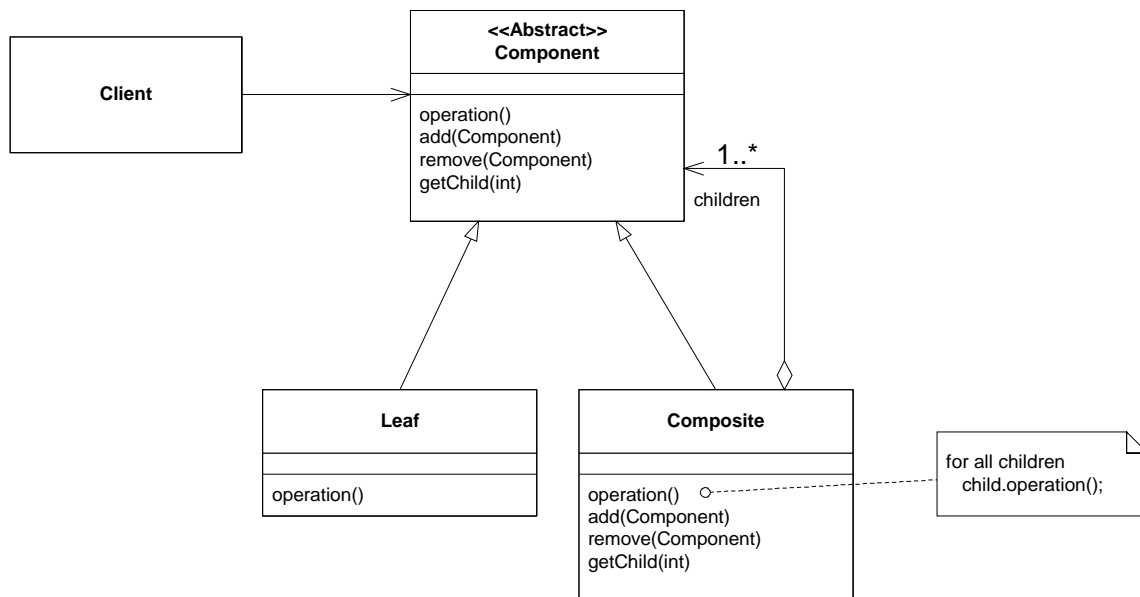 <<Abstract>>
Component
Client
operation()
add(Component)
remove(Component)
getChild(int)
1..*
children
Leaf
operation()
Composite
operation()
add(Component)
remove(Component)
getChild(int)
for all children
child.operation();